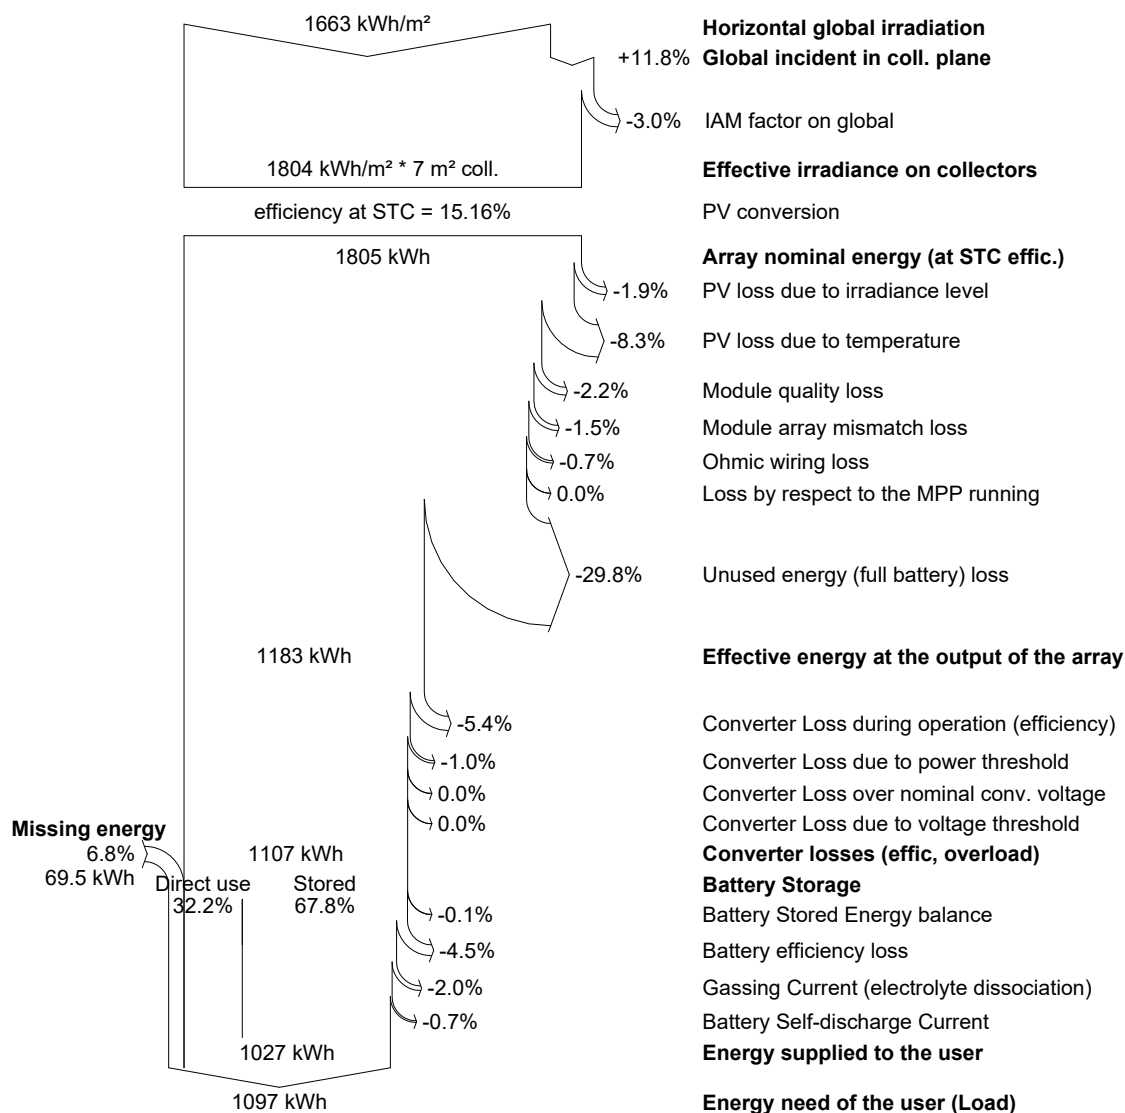 1663 kWh/m² Horizontal global irradiation
+11.8% Global incident in coll. plane
-3.0% IAM factor on global
1804 kWh/m² * 7 m² coll. Effective irradiance on collectors
efficiency at STC = 15.16% PV conversion
1805 kWh Array nominal energy (at STC effic.)
-1.9% PV loss due to irradiance level
-8.3% PV loss due to temperature
-2.2% Module quality loss
-1.5% Module array mismatch loss
-0.7% Ohmic wiring loss
0.0% Loss by respect to the MPP running
-29.8% Unused energy (full battery) loss
1183 kWh Effective energy at the output of the array
-5.4% Converter Loss during operation (efficiency)
-1.0% Converter Loss due to power threshold
0.0% Converter Loss over nominal conv. voltage
0.0% Converter Loss due to voltage threshold
Missing energy
6.8% 1107 kWh Converter losses (effic, overload)
69.5 kWh Direct use Stored Battery Storage
32.2% 67.8%
-0.1% Battery Stored Energy balance
-4.5% Battery efficiency loss
-2.0% Gassing Current (electrolyte dissociation)
-0.7% Battery Self-discharge Current
1027 kWh Energy supplied to the user
1097 kWh Energy need of the user (Load)